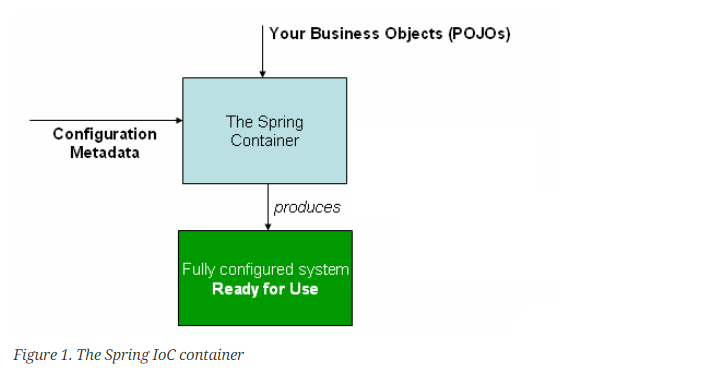 Your Business Objects (POJOs)
The Spring
Container
Configuration
Metadata
produces
Fully configured system
Ready for Use
Figure 1. The Spring IoC container